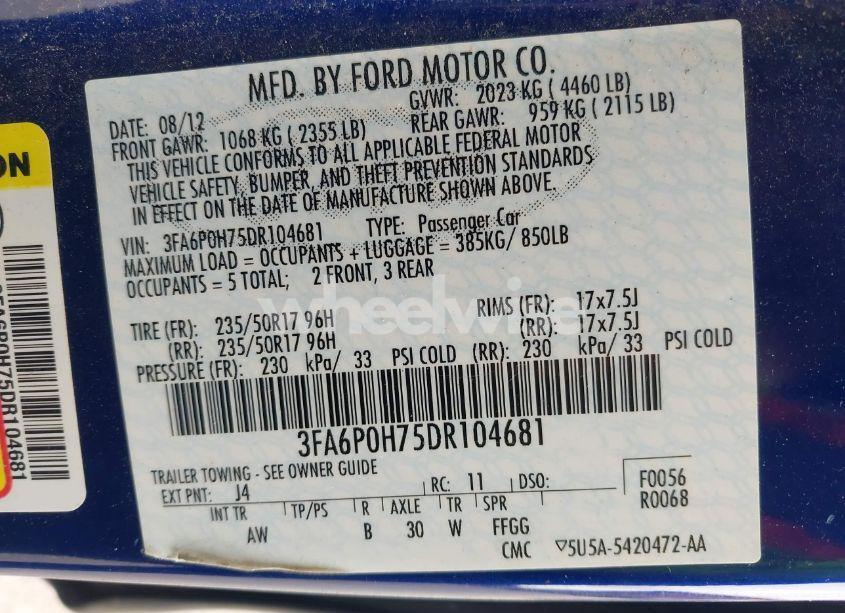 MFD. BY FORD MOTOR CO.
DATE: 08/12 GVWR: 2023 KG ( 4460 LB)
FRONT GAWR: 1068 KG ( 2355 LB) REAR GAWR: 959 KG ( 2115 LB)
THIS VEHICLE CONFORMS TO ALL APPLICABLE FEDERAL MOTOR
VEHICLE SAFETY, BUMPER, AND THEFT PREVENTION STANDARDS
IN EFFECT ON THE DATE OF MANUFACTURE SHOWN ABOVE.
VIN: 3FA6P0H75DR104681 TYPE: Passenger Car
MAXIMUM LOAD = OCCUPANTS + LUGGAGE = 385KG/ 850LB
OCCUPANTS = 5 TOTAL; 2 FRONT, 3 REAR
wheelwire
TIRE (FR): 235/50R17 96H RIMS (FR): 17x7.5J
(RR): 235/50R17 96H (RR): 17x7.5J
PRESSURE (FR): 230 kPa/ 33 PSI COLD (RR): 230 kPa/ 33 PSI COLD
3FA6P0H75DR104681
TRAILER TOWING - SEE OWNER GUIDE
EXT PNT: J4 RC: 11 DSO: F0056
R0068
INT TR TP/PS R AXLE TR SPR
AW B 30 W FFGG
CMC ▽5U5A-5420472-AA
ON
3FA6P0H75DR104681